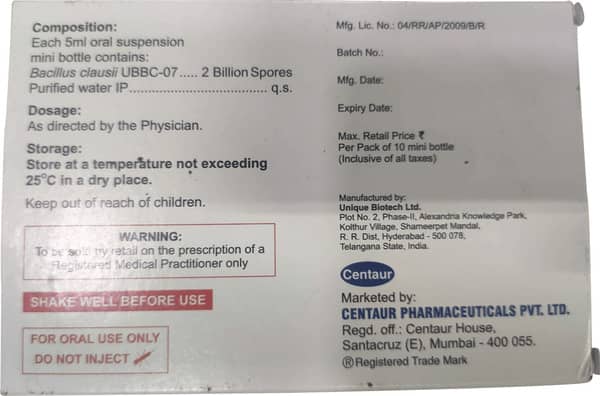 Composition:
Each 5ml oral suspension
mini bottle contains:
Bacillus clausii UBBC-07..... 2 Billion Spores
Purified water IP..................................... q.s.
Dosage:
As directed by the Physician.
Storage:
Store at a temperature not exceeding
25°C in a dry place.
Keep out of reach of children.
WARNING:
To be sold by retail on the prescription of a
Registered Medical Practitioner only
SHAKE WELL BEFORE USE
FOR ORAL USE ONLY
DO NOT INJECT
Mfg. Lic. No.: 04/RR/AP/2009/B/R
Batch No.:
Mfg. Date:
Expiry Date:
Max. Retail Price ₹
Per Pack of 10 mini bottle
(Inclusive of all taxes)
Manufactured by:
Unique Biotech Ltd.
Plot No. 2, Phase-II, Alexandria Knowledge Park,
Kolthur Village, Shameerpet Mandal,
R. R. Dist, Hyderabad - 500 078,
Telangana State, India.
Centaur
Marketed by:
CENTAUR PHARMACEUTICALS PVT. LTD.
Regd. off.: Centaur House,
Santacruz (E), Mumbai - 400 055.
® Registered Trade Mark